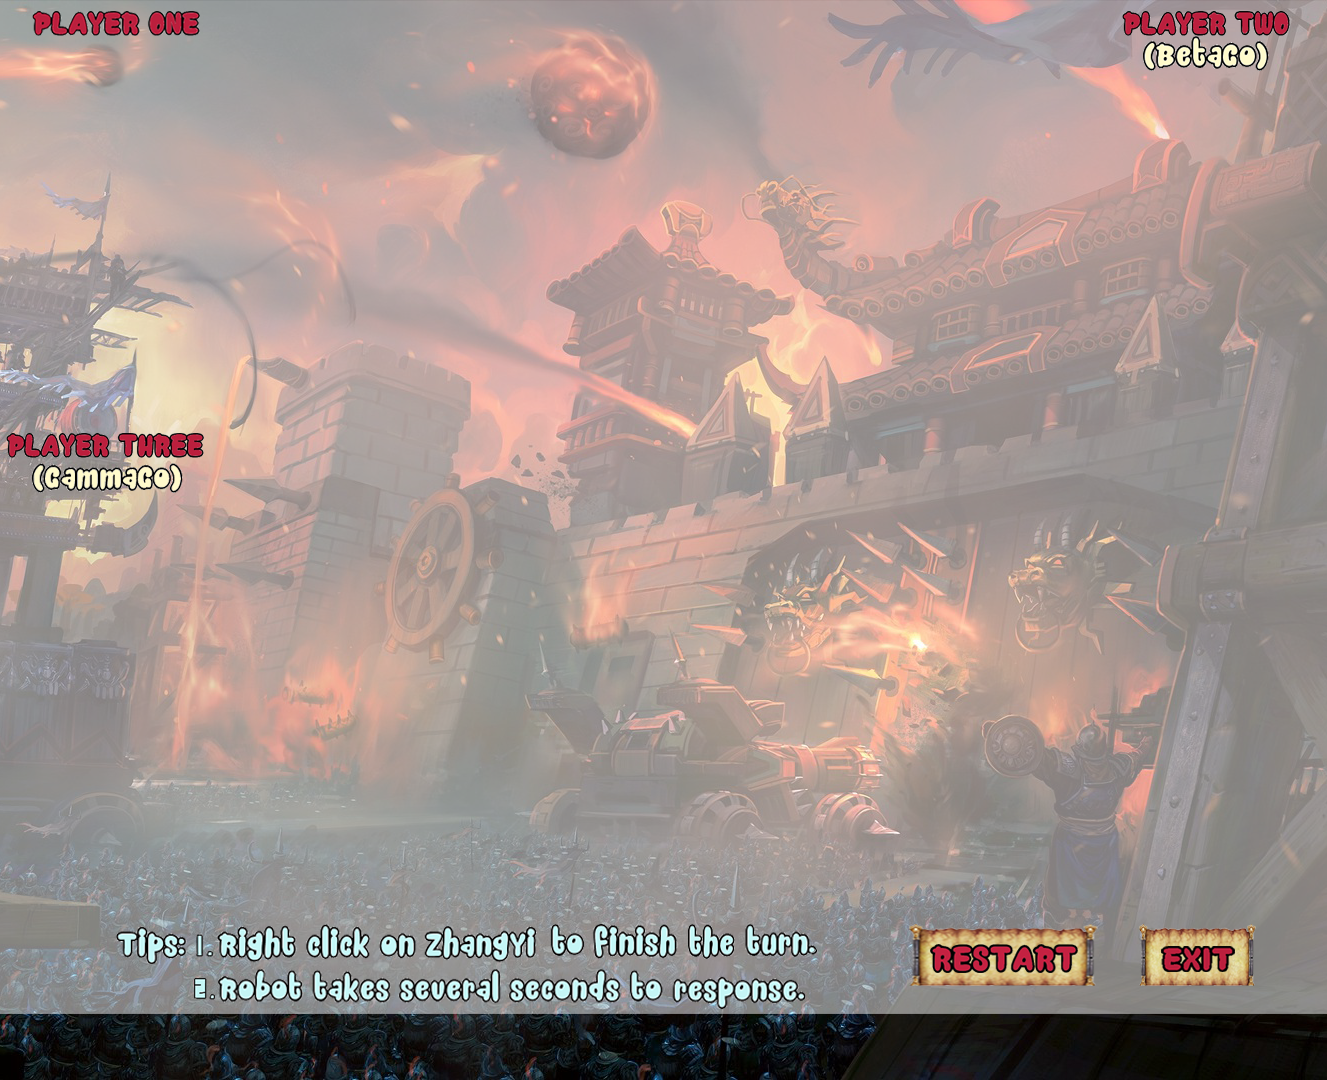 PLAYER ONE
PLAYER TWO
(BetaGo)
PLAYER THREE
(GammaGo)
Tips: 1. Right click on ZhangYi to finish the turn.
2. Robot takes several seconds to response.
RESTART
EXIT